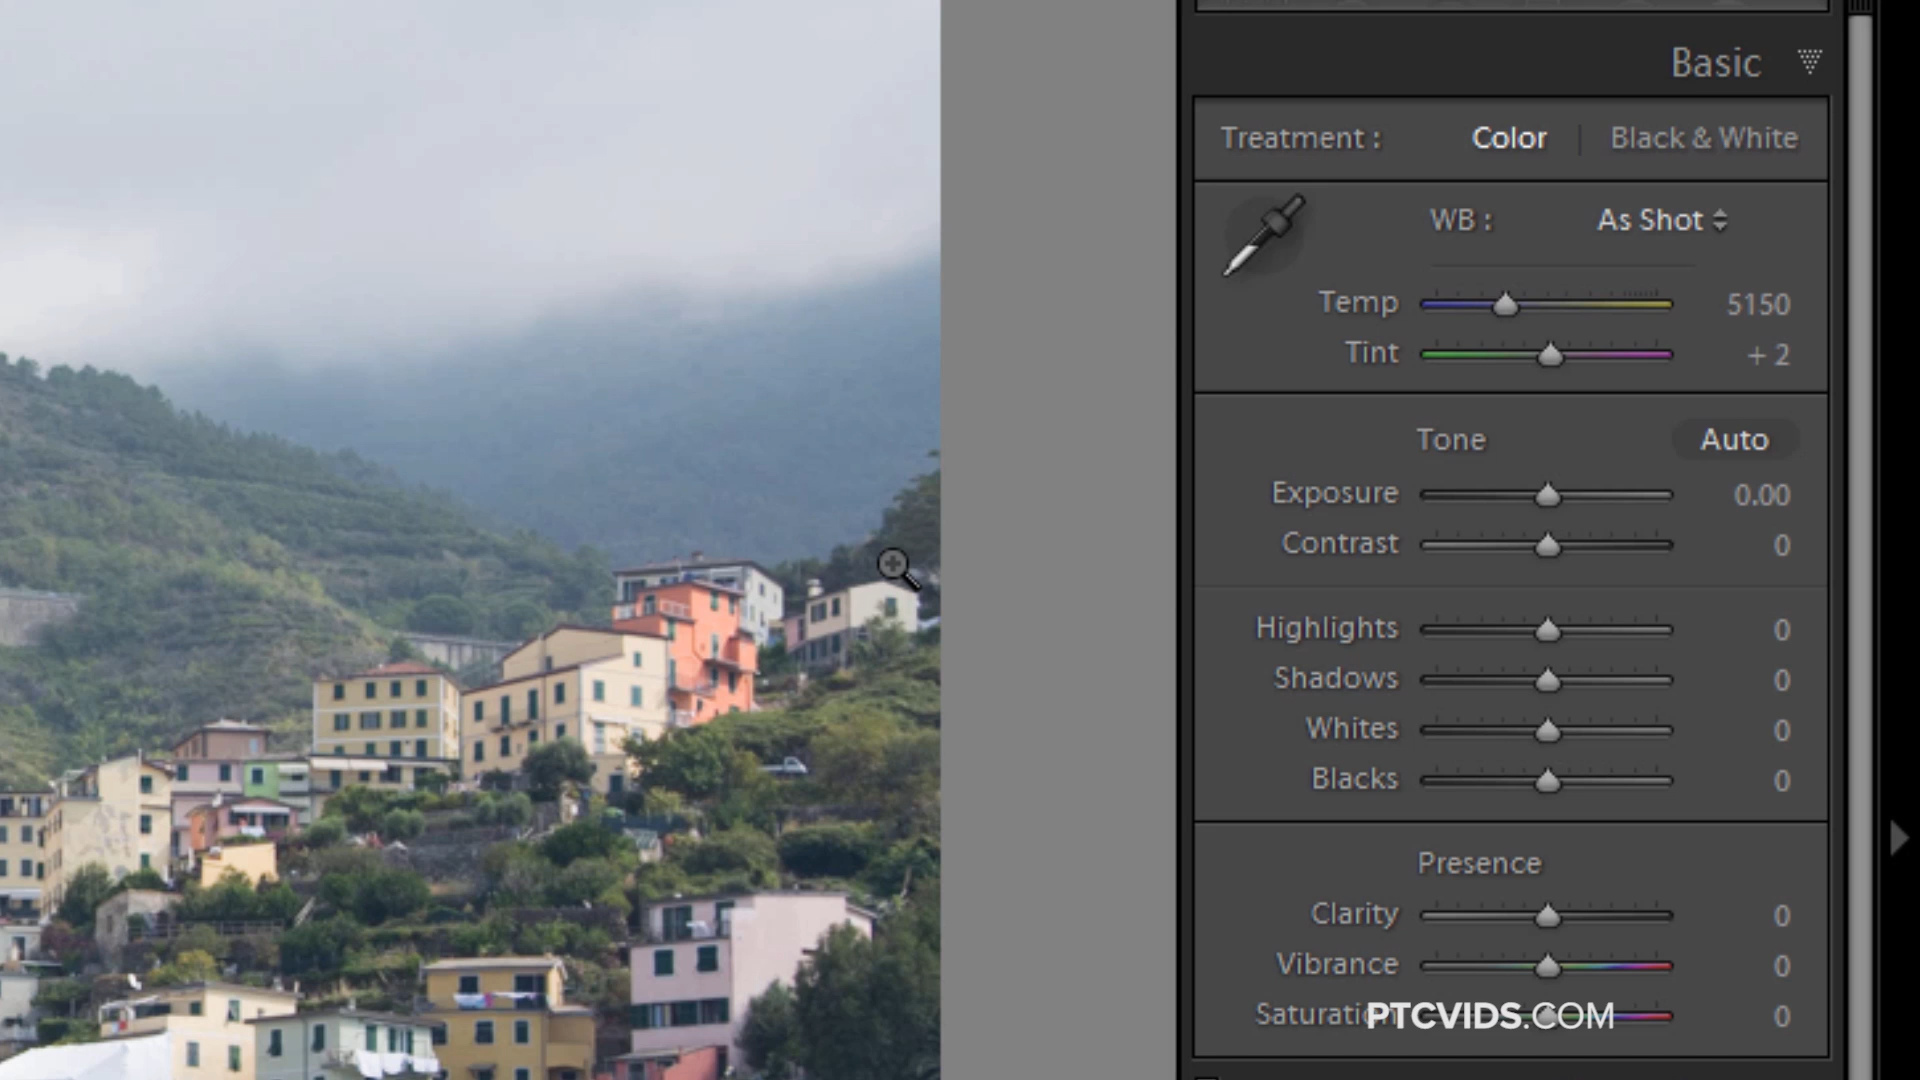 Basic
Treatment : Color Black & White
WB : As Shot
Temp 5150
Tint + 2
Tone Auto
Exposure 0.00
Contrast 0
Highlights 0
Shadows 0
Whites 0
Blacks 0
Presence
Clarity 0
Vibrance 0
Saturation 0
PTCVIDS.COM